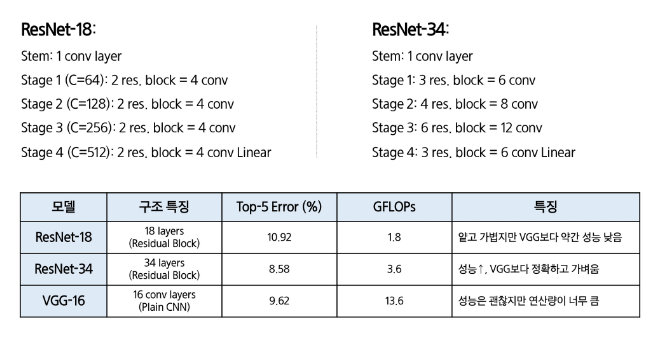 ResNet-18:
Stem: 1 conv layer
Stage 1 (C=64): 2 res. block = 4 conv
Stage 2 (C=128): 2 res. block = 4 conv
Stage 3 (C=256): 2 res. block = 4 conv
Stage 4 (C=512): 2 res. block = 4 conv Linear
ResNet-34:
Stem: 1 conv layer
Stage 1: 3 res. block = 6 conv
Stage 2: 4 res. block = 8 conv
Stage 3: 6 res. block = 12 conv
Stage 4: 3 res. block = 6 conv Linear
모델 구조 특징 Top-5 Error (%) GFLOPs 특징
ResNet-18 18 layers (Residual Block) 10.92 1.8 얕고 가볍지만 VGG보다 약간 성능 낮음
ResNet-34 34 layers (Residual Block) 8.58 3.6 성능↑, VGG보다 정확하고 가벼움
VGG-16 16 conv layers (Plain CNN) 9.62 13.6 성능은 괜찮지만 연산량이 너무 큼